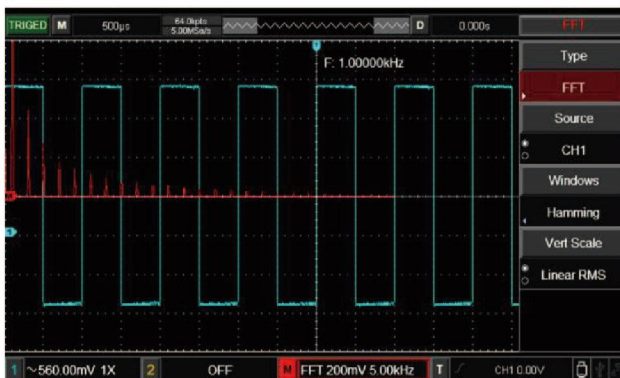 TRIGED M 500µs 64.0kpts 5.00MSa/s D 0.000s FFT
F: 1.00000kHz
Type
FFT
Source
CH1
Windows
Hamming
Vert Scale
Linear RMS
M
1
1 ~560.00mV 1X 2 OFF M FFT 200mV 5.00kHz T CH1 0.00V